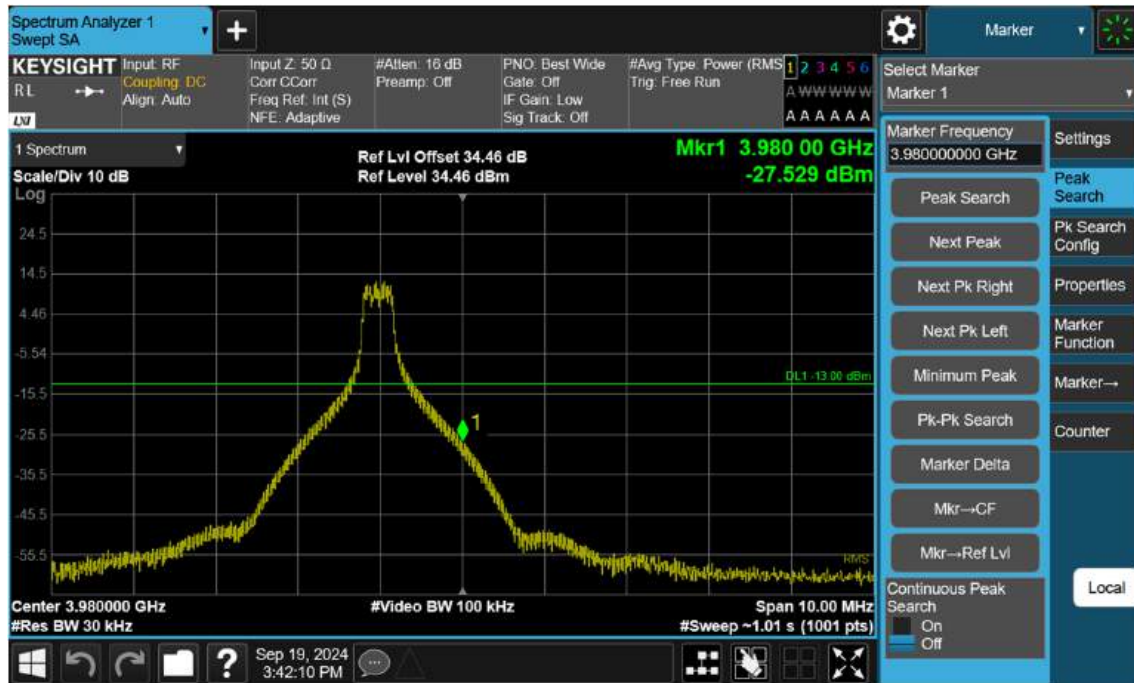 Spectrum Analyzer 1
Swept SA
Marker
KEYSIGHT
RL
LXI
Input: RF
Coupling: DC
Align: Auto
Input Z: 50 Ω
Corr CCorr
Freq Ref: Int (S)
NFE: Adaptive
#Atten: 16 dB
Preamp: Off
PNO: Best Wide
Gate: Off
IF Gain: Low
Sig Track: Off
#Avg Type: Power (RMS
Trig: Free Run
1 2 3 4 5 6
A W W W W W
A A A A A A
Select Marker
Marker 1
1 Spectrum
Scale/Div 10 dB
Log
Ref Lvl Offset 34.46 dB
Ref Level 34.46 dBm
Mkr1 3.980 00 GHz
-27.529 dBm
24.5
14.5
4.46
-5.54
-15.5
-25.5
-35.5
-45.5
-55.5
DL1 -13.00 dBm
1
RMS
Center 3.980000 GHz
#Res BW 30 kHz
#Video BW 100 kHz
Span 10.00 MHz
#Sweep ~1.01 s (1001 pts)
Marker Frequency
3.980000000 GHz
Peak Search
Next Peak
Next Pk Right
Next Pk Left
Minimum Peak
Pk-Pk Search
Marker Delta
Mkr→CF
Mkr→Ref Lvl
Continuous Peak
Search
On
Off
Settings
Peak
Search
Pk Search
Config
Properties
Marker
Function
Marker→
Counter
Local
?
Sep 19, 2024
3:42:10 PM